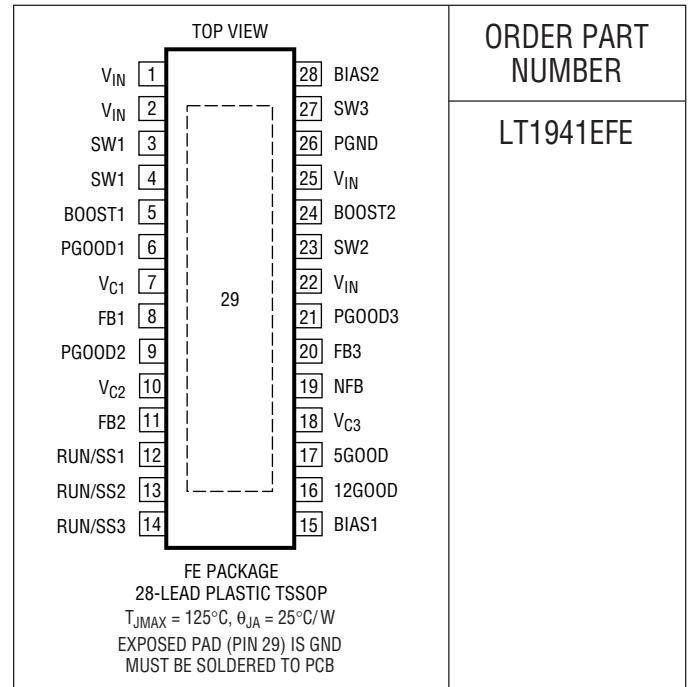 TOP VIEW
V_IN 1
V_IN 2
SW1 3
SW1 4
BOOST1 5
PGOOD1 6
V_C1 7
FB1 8
PGOOD2 9
V_C2 10
FB2 11
RUN/SS1 12
RUN/SS2 13
RUN/SS3 14
29
28 BIAS2
27 SW3
26 PGND
25 V_IN
24 BOOST2
23 SW2
22 V_IN
21 PGOOD3
20 FB3
19 NFB
18 V_C3
17 5GOOD
16 12GOOD
15 BIAS1
FE PACKAGE
28-LEAD PLASTIC TSSOP
T_JMAX = 125°C, θ_JA = 25°C/W
EXPOSED PAD (PIN 29) IS GND
MUST BE SOLDERED TO PCB
ORDER PART
NUMBER
LT1941EFE